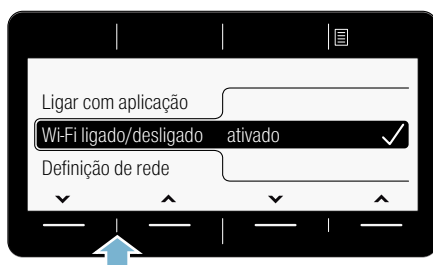 Ligar com aplicação
Wi-Fi ligado/desligado ativado
Definição de rede